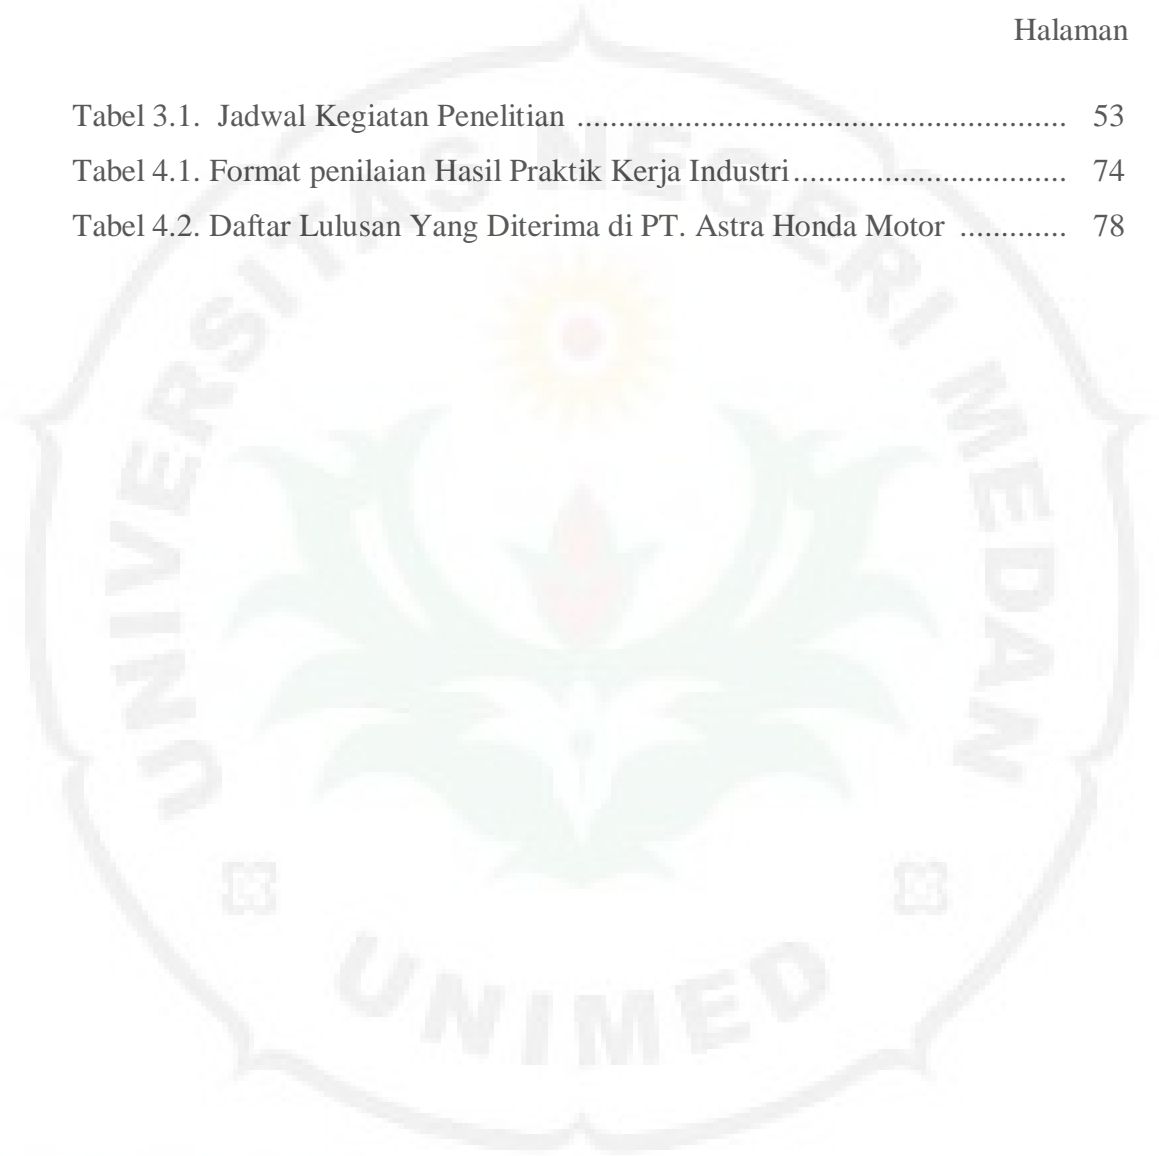 Halaman
Tabel 3.1. Jadwal Kegiatan Penelitian ........................................................... 53
Tabel 4.1. Format penilaian Hasil Praktik Kerja Industri................................. 74
Tabel 4.2. Daftar Lulusan Yang Diterima di PT. Astra Honda Motor ............. 78
UNIVERSITAS NEGERI MEDAN
UNIMED